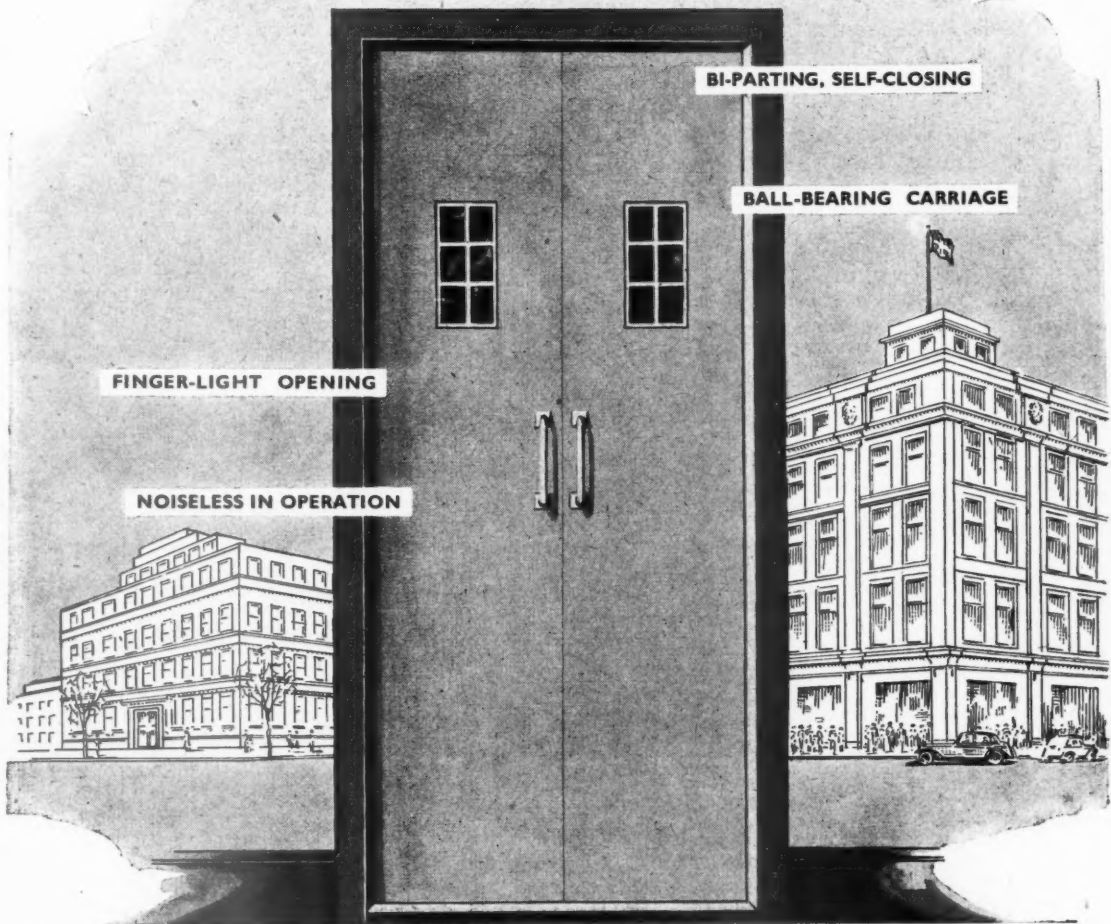 BI-PARTING, SELF-CLOSING
BALL-BEARING CARRIAGE
FINGER-LIGHT OPENING
NOISELESS IN OPERATION